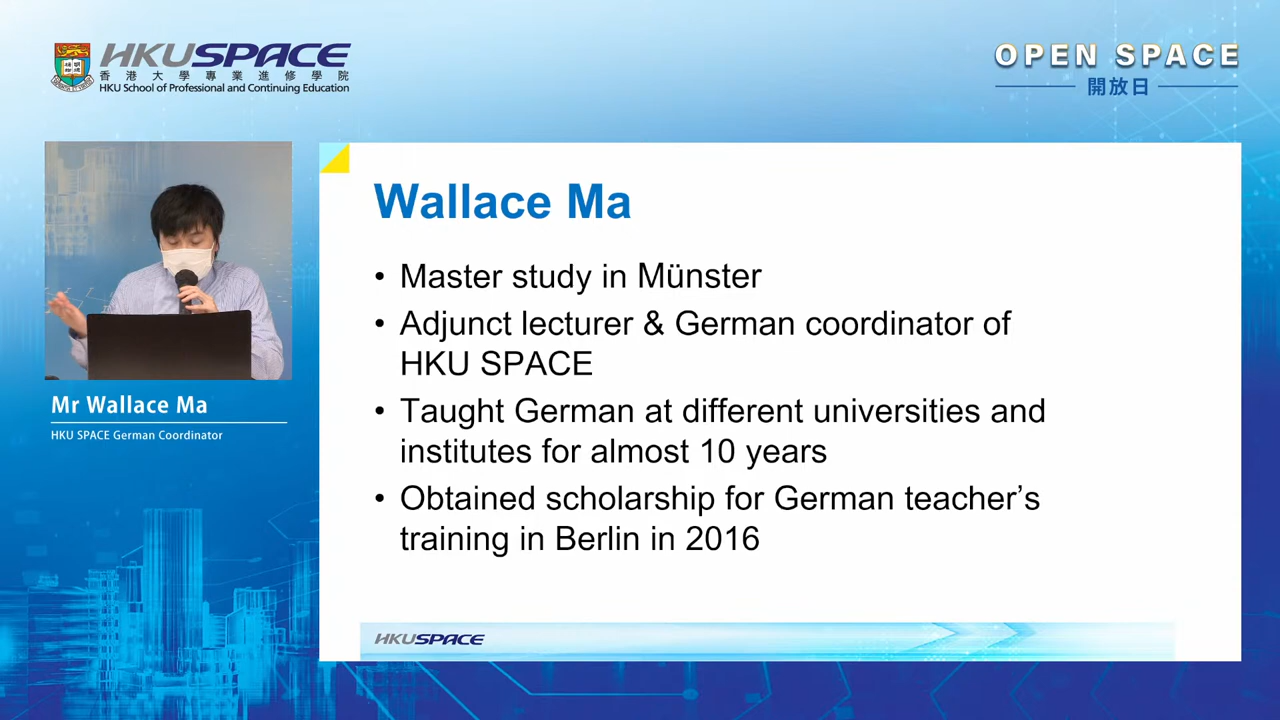 HKUSPACE
香港大學專業進修學院
HKU School of Professional and Continuing Education
OPEN SPACE
開放日
Mr Wallace Ma
HKU SPACE German Coordinator
Wallace Ma
• Master study in Münster
• Adjunct lecturer & German coordinator of
HKU SPACE
• Taught German at different universities and
institutes for almost 10 years
• Obtained scholarship for German teacher’s
training in Berlin in 2016
HKUSPACE